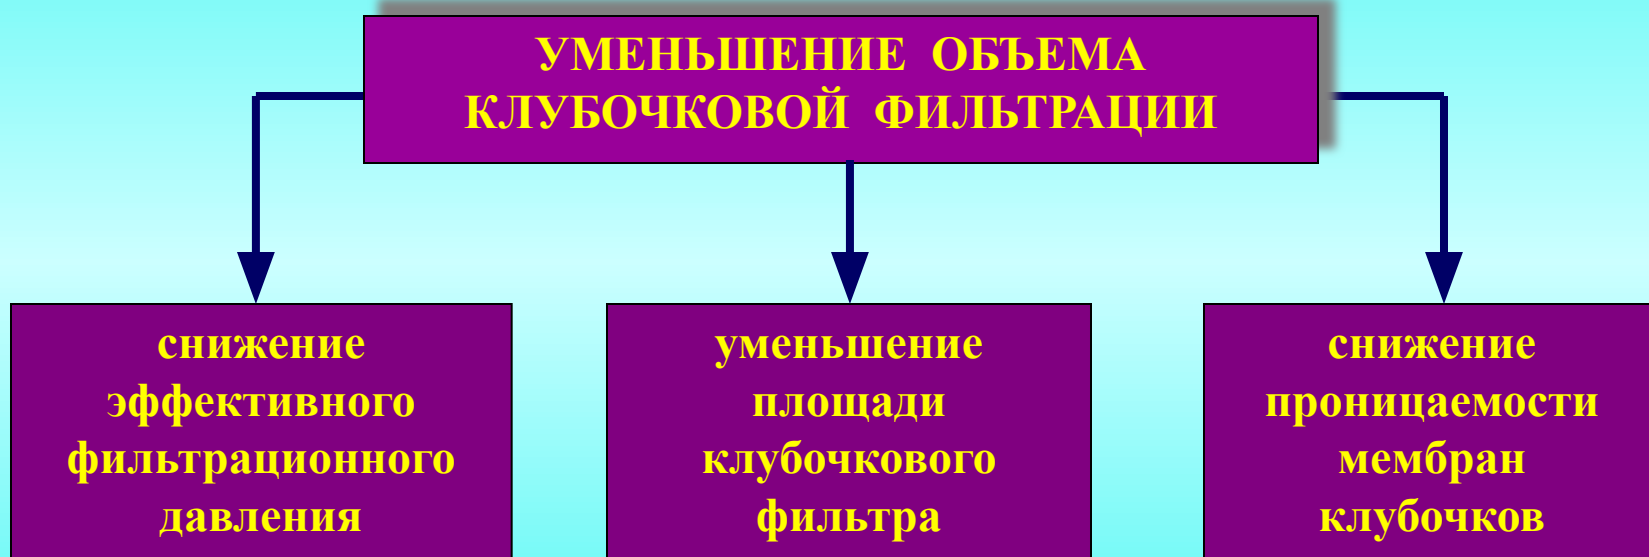 УМЕНЬШЕНИЕ ОБЪЕМА
КЛУБОЧКОВОЙ ФИЛЬТРАЦИИ
снижение
эффективного
фильтрационного
давления
уменьшение
площади
клубочкового
фильтра
снижение
проницаемости
мембран
клубочков